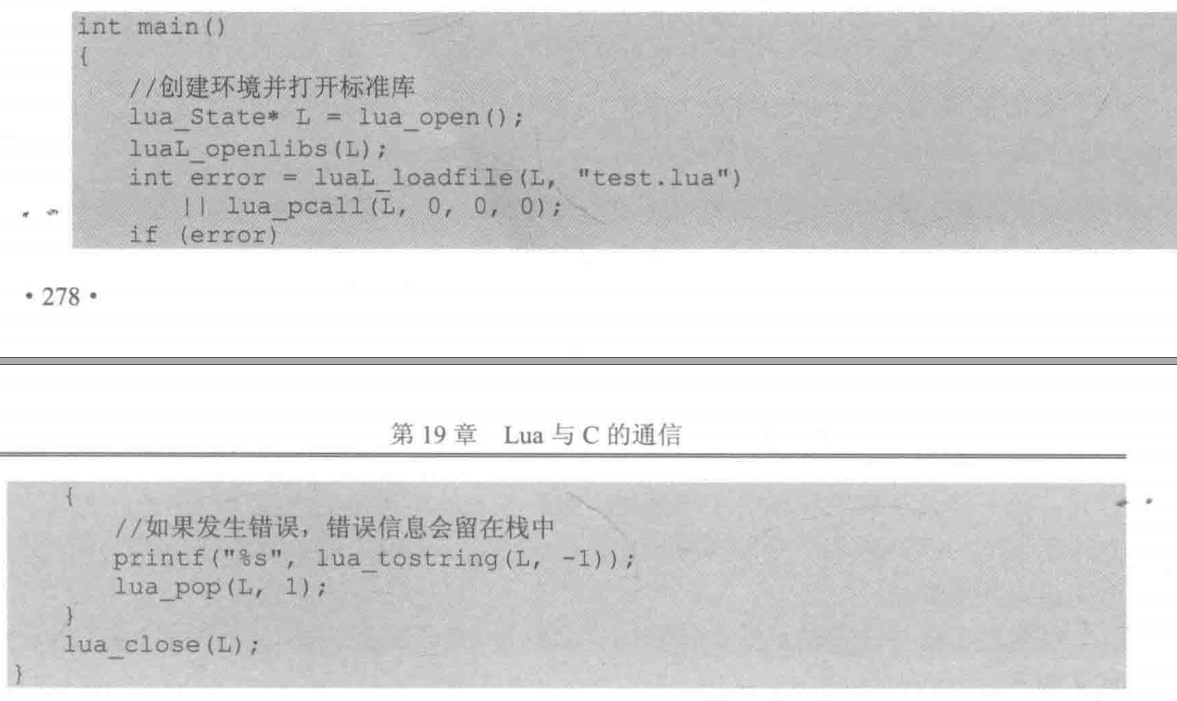 int main()
{
    //创建环境并打开标准库
    lua_State* L = lua_open();
    luaL_openlibs(L);
    int error = luaL_loadfile(L, "test.lua")
        || lua_pcall(L, 0, 0, 0);
    if (error)
• 278 •
第 19 章 Lua 与 C 的通信
    {
        //如果发生错误，错误信息会留在栈中
        printf("%s", lua_tostring(L, -1));
        lua_pop(L, 1);
    }
    lua_close(L);
}